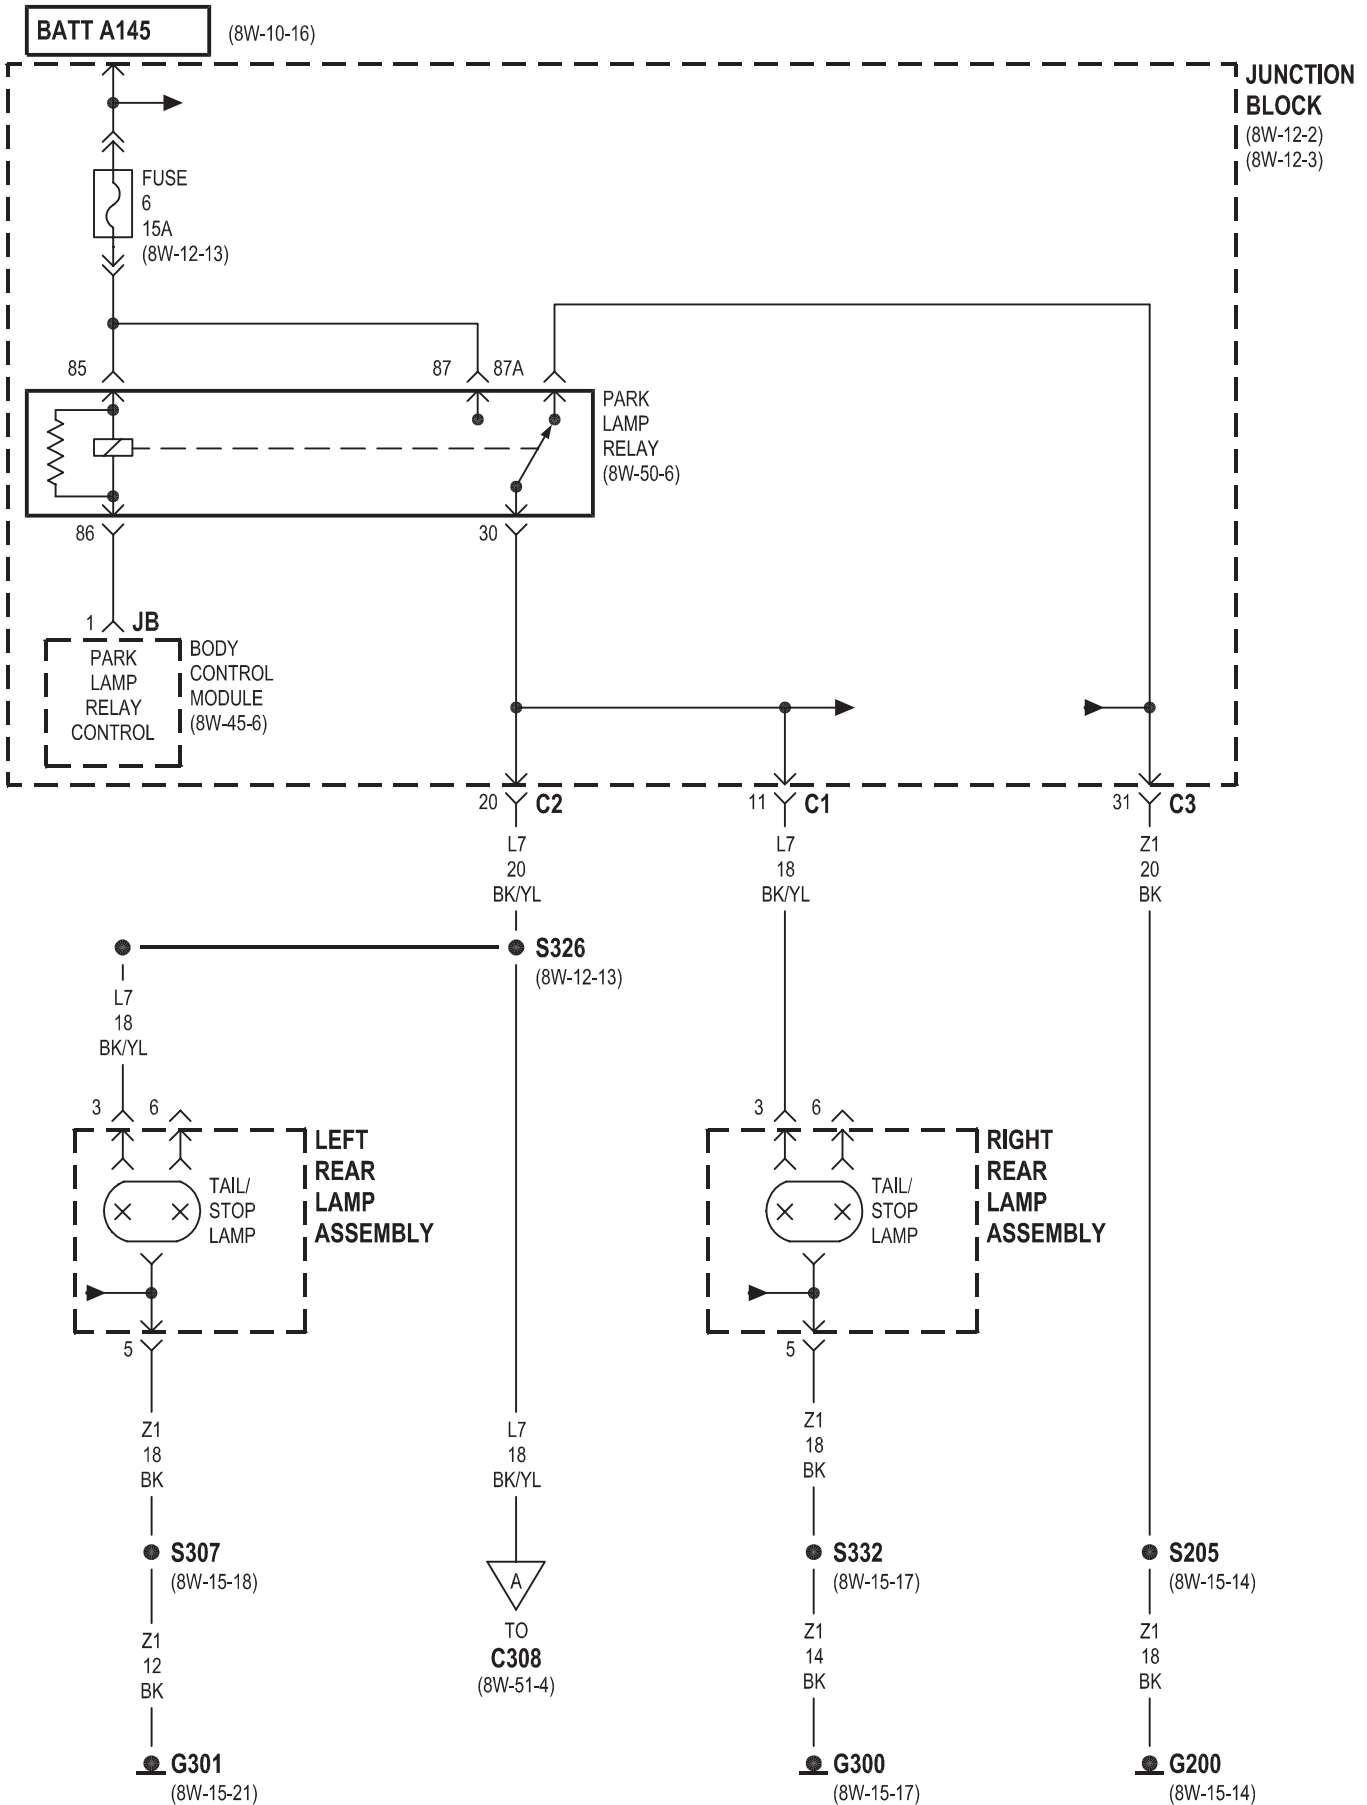 BATT A145
(8W-10-16)
JUNCTION
BLOCK
(8W-12-2)
(8W-12-3)
FUSE
6
15A
(8W-12-13)
85
87
87A
PARK
LAMP
RELAY
(8W-50-6)
86
30
1
JB
PARK
LAMP
RELAY
CONTROL
BODY
CONTROL
MODULE
(8W-45-6)
20
C2
11
C1
31
C3
L7
20
BK/YL
L7
18
BK/YL
Z1
20
BK
S326
(8W-12-13)
L7
18
BK/YL
3
6
LEFT
REAR
LAMP
ASSEMBLY
TAIL/
STOP
LAMP
5
3
6
RIGHT
REAR
LAMP
ASSEMBLY
TAIL/
STOP
LAMP
5
Z1
18
BK
L7
18
BK/YL
Z1
18
BK
S307
(8W-15-18)
A
TO
C308
(8W-51-4)
S332
(8W-15-17)
S205
(8W-15-14)
Z1
12
BK
Z1
14
BK
Z1
18
BK
G301
(8W-15-21)
G300
(8W-15-17)
G200
(8W-15-14)